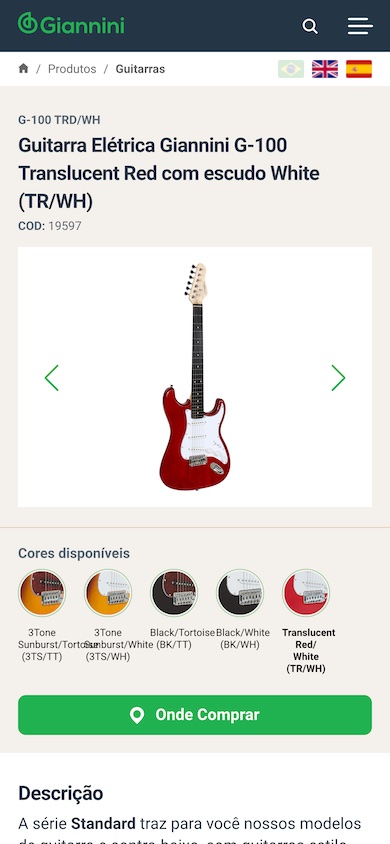 Giannini
/ Produtos / Guitarras
G-100 TRD/WH
Guitarra Elétrica Giannini G-100
Translucent Red com escudo White
(TR/WH)
COD: 19597
Cores disponíveis
3Tone
Sunburst/Tortoise
(3TS/TT)
3Tone
Sunburst/White
(3TS/WH)
Black/Tortoise
(BK/TT)
Black/White
(BK/WH)
Translucent
Red/
White
(TR/WH)
Onde Comprar
Descrição
A série Standard traz para você nossos modelos
de guitarra e contra baixo, com guitarras estilo